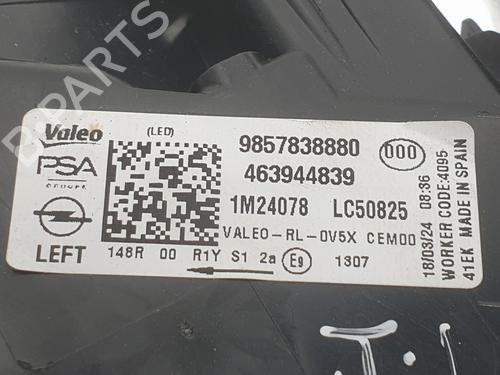 Valeo (LED) 9857838880 000
PSA GROUPE 463944839
1M24078 LC50825
VALEO-RL-OV5X CEM00
LEFT 148R 00 R1Y S1 2a E9 1307
18/03/24 08:36
WORKER CODE:4095
41EK MADE IN SPAIN
B-PARTS